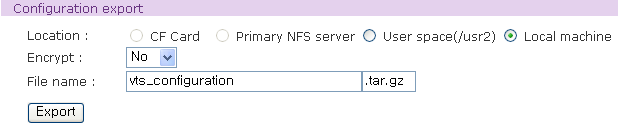 Configuration export
Location : CF Card Primary NFS server User space(/usr2) Local machine
Encrypt : No
File name : vts_configuration .tar.gz
Export